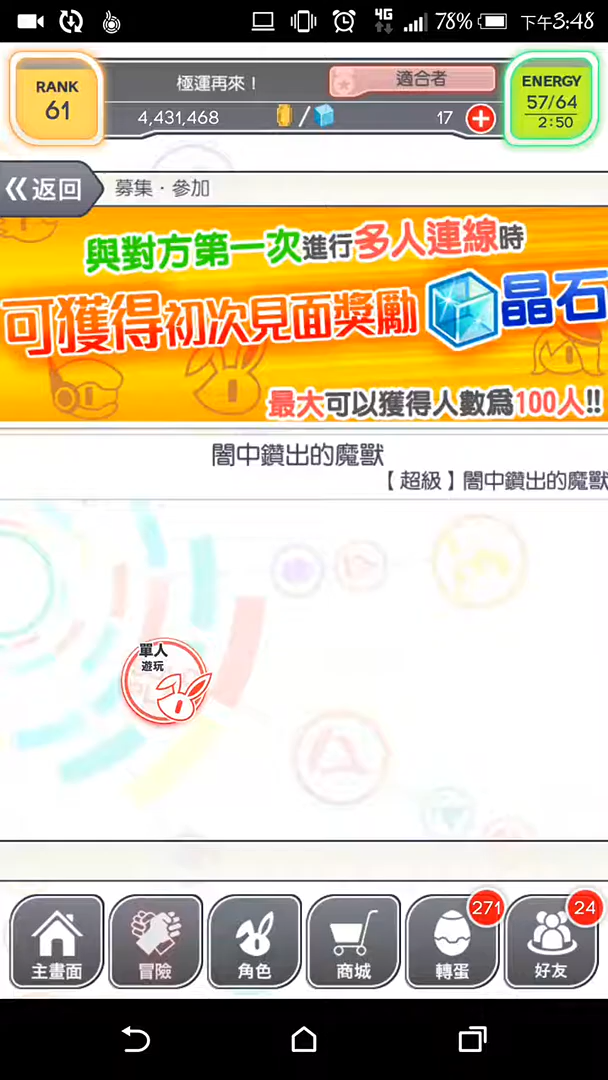 4G 78% 下午3:48
RANK
61
極運再來！
適合者
ENERGY
57/64
2:50
4,431,468
/
17
返回
募集·參加
與對方第一次進行多人連線時
可獲得初次見面獎勵晶石
最大可以獲得人數為100人!!
闇中鑽出的魔獸
【超級】闇中鑽出的魔獸
單人
遊玩
271
24
主畫面
冒險
角色
商城
轉蛋
好友